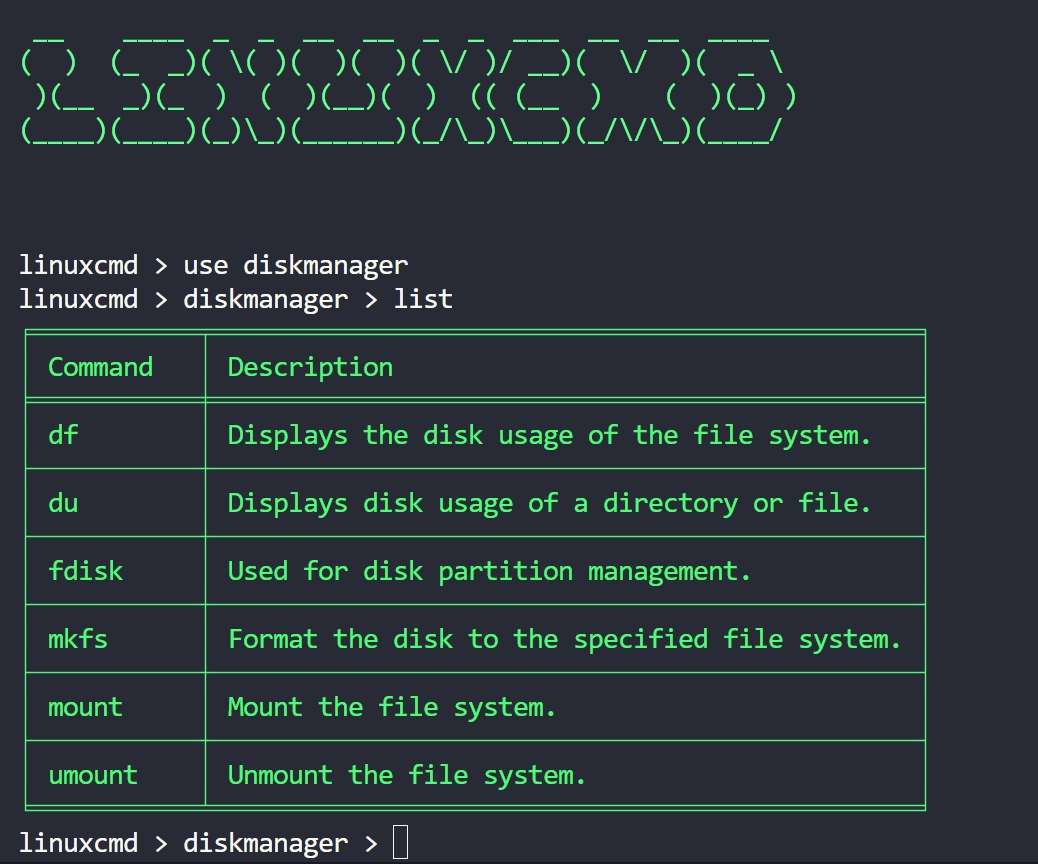 LINUXCMD
linuxcmd > use diskmanager
linuxcmd > diskmanager > list
Command Description
df Displays the disk usage of the file system.
du Displays disk usage of a directory or file.
fdisk Used for disk partition management.
mkfs Format the disk to the specified file system.
mount Mount the file system.
umount Unmount the file system.
linuxcmd > diskmanager >